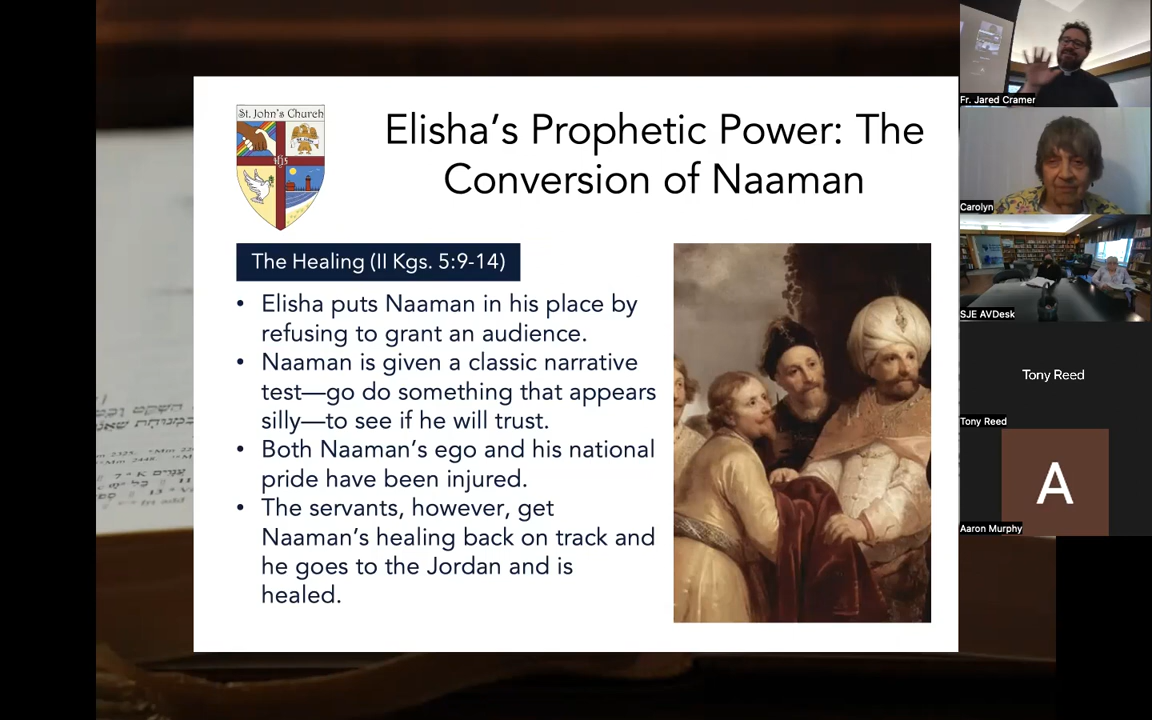 St. John's Church
Elisha's Prophetic Power: The
Conversion of Naaman
The Healing (II Kgs. 5:9-14)
• Elisha puts Naaman in his place by
refusing to grant an audience.
• Naaman is given a classic narrative
test—go do something that appears
silly—to see if he will trust.
• Both Naaman's ego and his national
pride have been injured.
• The servants, however, get
Naaman's healing back on track and
he goes to the Jordan and is
healed.
Fr. Jared Cramer
Carolyn
SJE AVDesk
Tony Reed
Tony Reed
A
Aaron Murphy